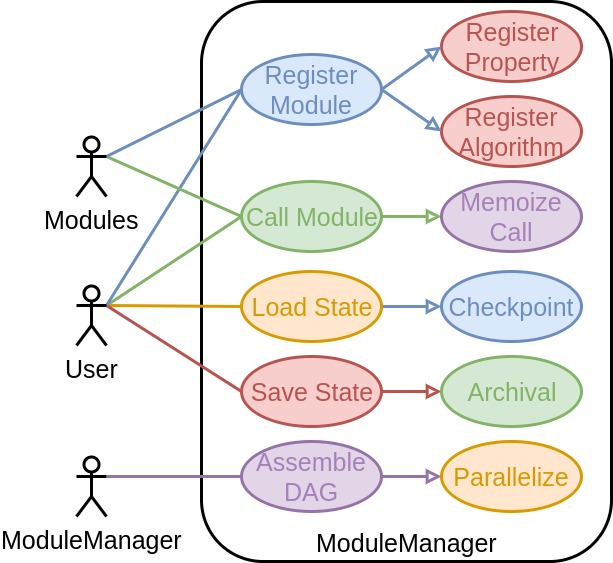 Register
Property
Register
Module
Register
Algorithm
Modules
Call Module
Memoize
Call
User
Load State
Checkpoint
Save State
Archival
Assemble
DAG
Parallelize
ModuleManager
ModuleManager